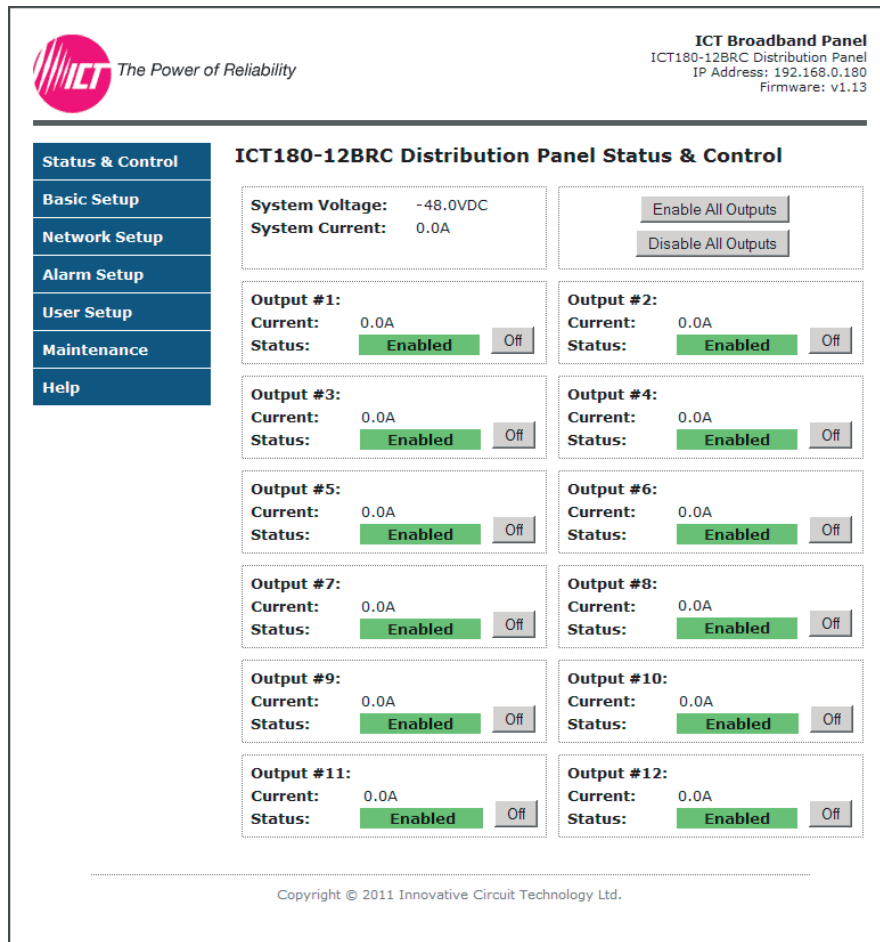 ICT
The Power of Reliability
ICT Broadband Panel
ICT180-12BRC Distribution Panel
IP Address: 192.168.0.180
Firmware: v1.13
Status & Control
Basic Setup
Network Setup
Alarm Setup
User Setup
Maintenance
Help
ICT180-12BRC Distribution Panel Status & Control
System Voltage: -48.0VDC
System Current: 0.0A
Enable All Outputs
Disable All Outputs
Output #1:
Current: 0.0A
Status: Enabled Off
Output #2:
Current: 0.0A
Status: Enabled Off
Output #3:
Current: 0.0A
Status: Enabled Off
Output #4:
Current: 0.0A
Status: Enabled Off
Output #5:
Current: 0.0A
Status: Enabled Off
Output #6:
Current: 0.0A
Status: Enabled Off
Output #7:
Current: 0.0A
Status: Enabled Off
Output #8:
Current: 0.0A
Status: Enabled Off
Output #9:
Current: 0.0A
Status: Enabled Off
Output #10:
Current: 0.0A
Status: Enabled Off
Output #11:
Current: 0.0A
Status: Enabled Off
Output #12:
Current: 0.0A
Status: Enabled Off
Copyright © 2011 Innovative Circuit Technology Ltd.